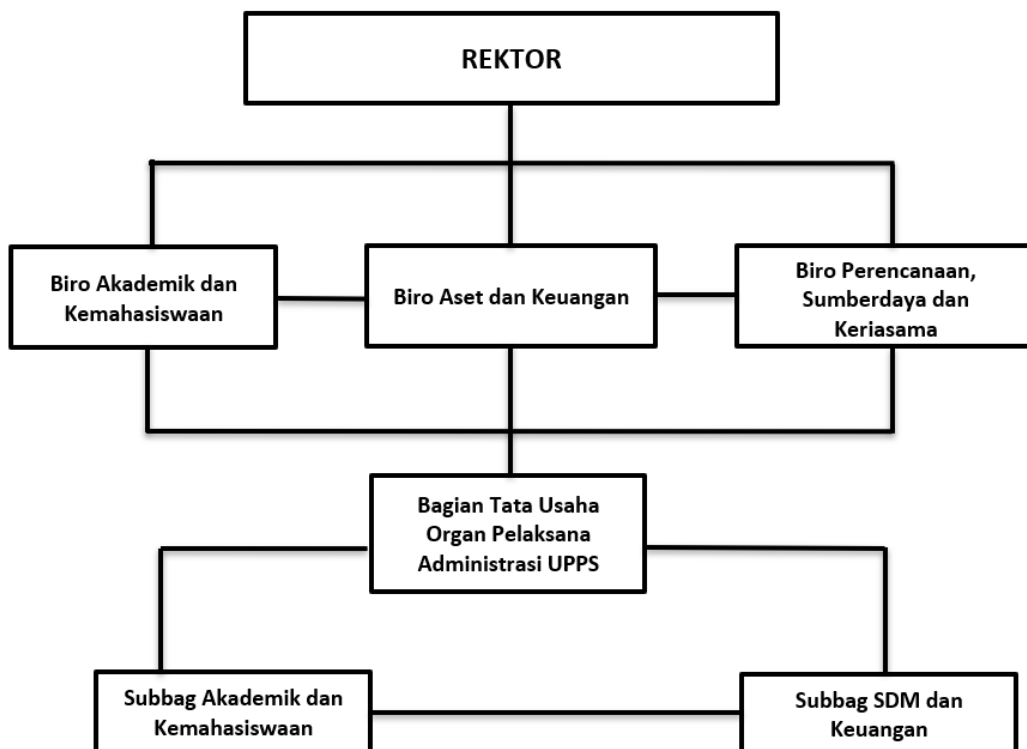 REKTOR
Biro Akademik dan
Kemahasiswaan
Biro Aset dan Keuangan
Biro Perencanaan,
Sumberdaya dan
Keriasama
Bagian Tata Usaha
Organ Pelaksana
Administrasi UPPS
Subbag Akademik dan
Kemahasiswaan
Subbag SDM dan
Keuangan